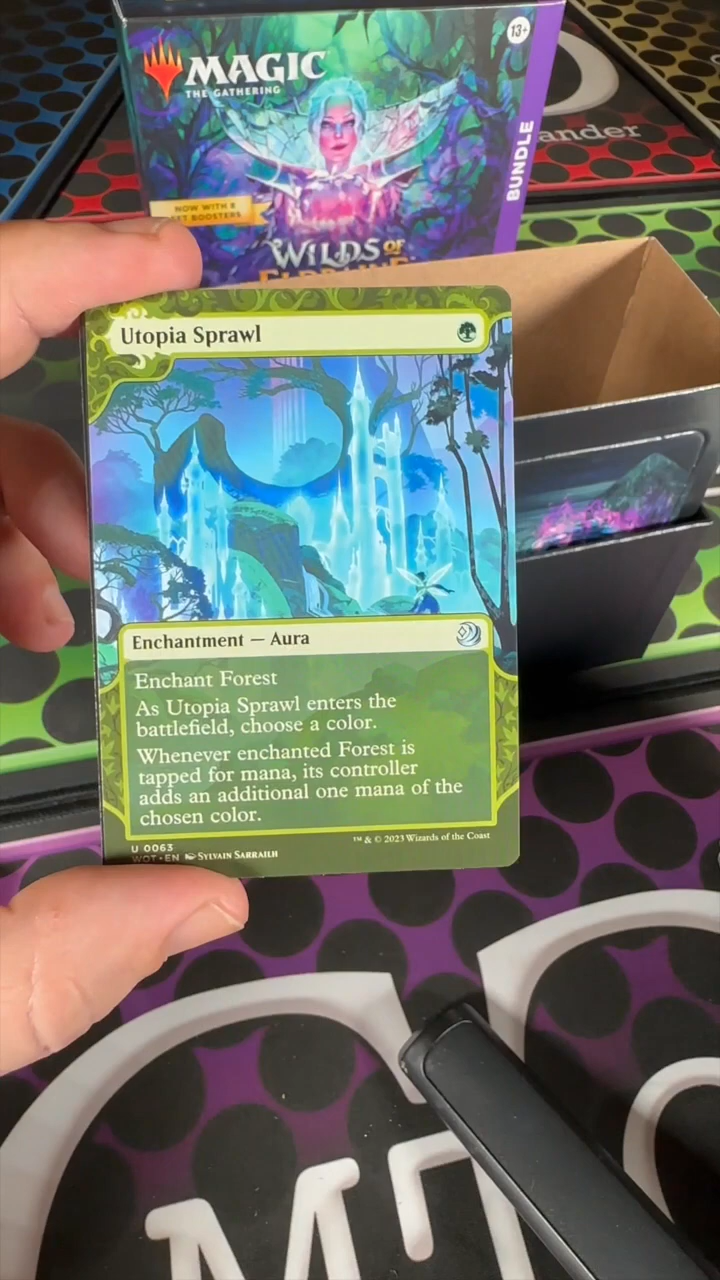 13+
MAGIC
THE GATHERING
BUNDLE
ander
NOW WITH 8
SET BOOSTERS
WILDS OF
Utopia Sprawl
Enchantment — Aura
Enchant Forest
As Utopia Sprawl enters the
battlefield, choose a color.
Whenever enchanted Forest is
tapped for mana, its controller
adds an additional one mana of the
chosen color.
U 0063
™ & © 2023 Wizards of the Coast
WOT • EN SYLVAIN SARRAILH